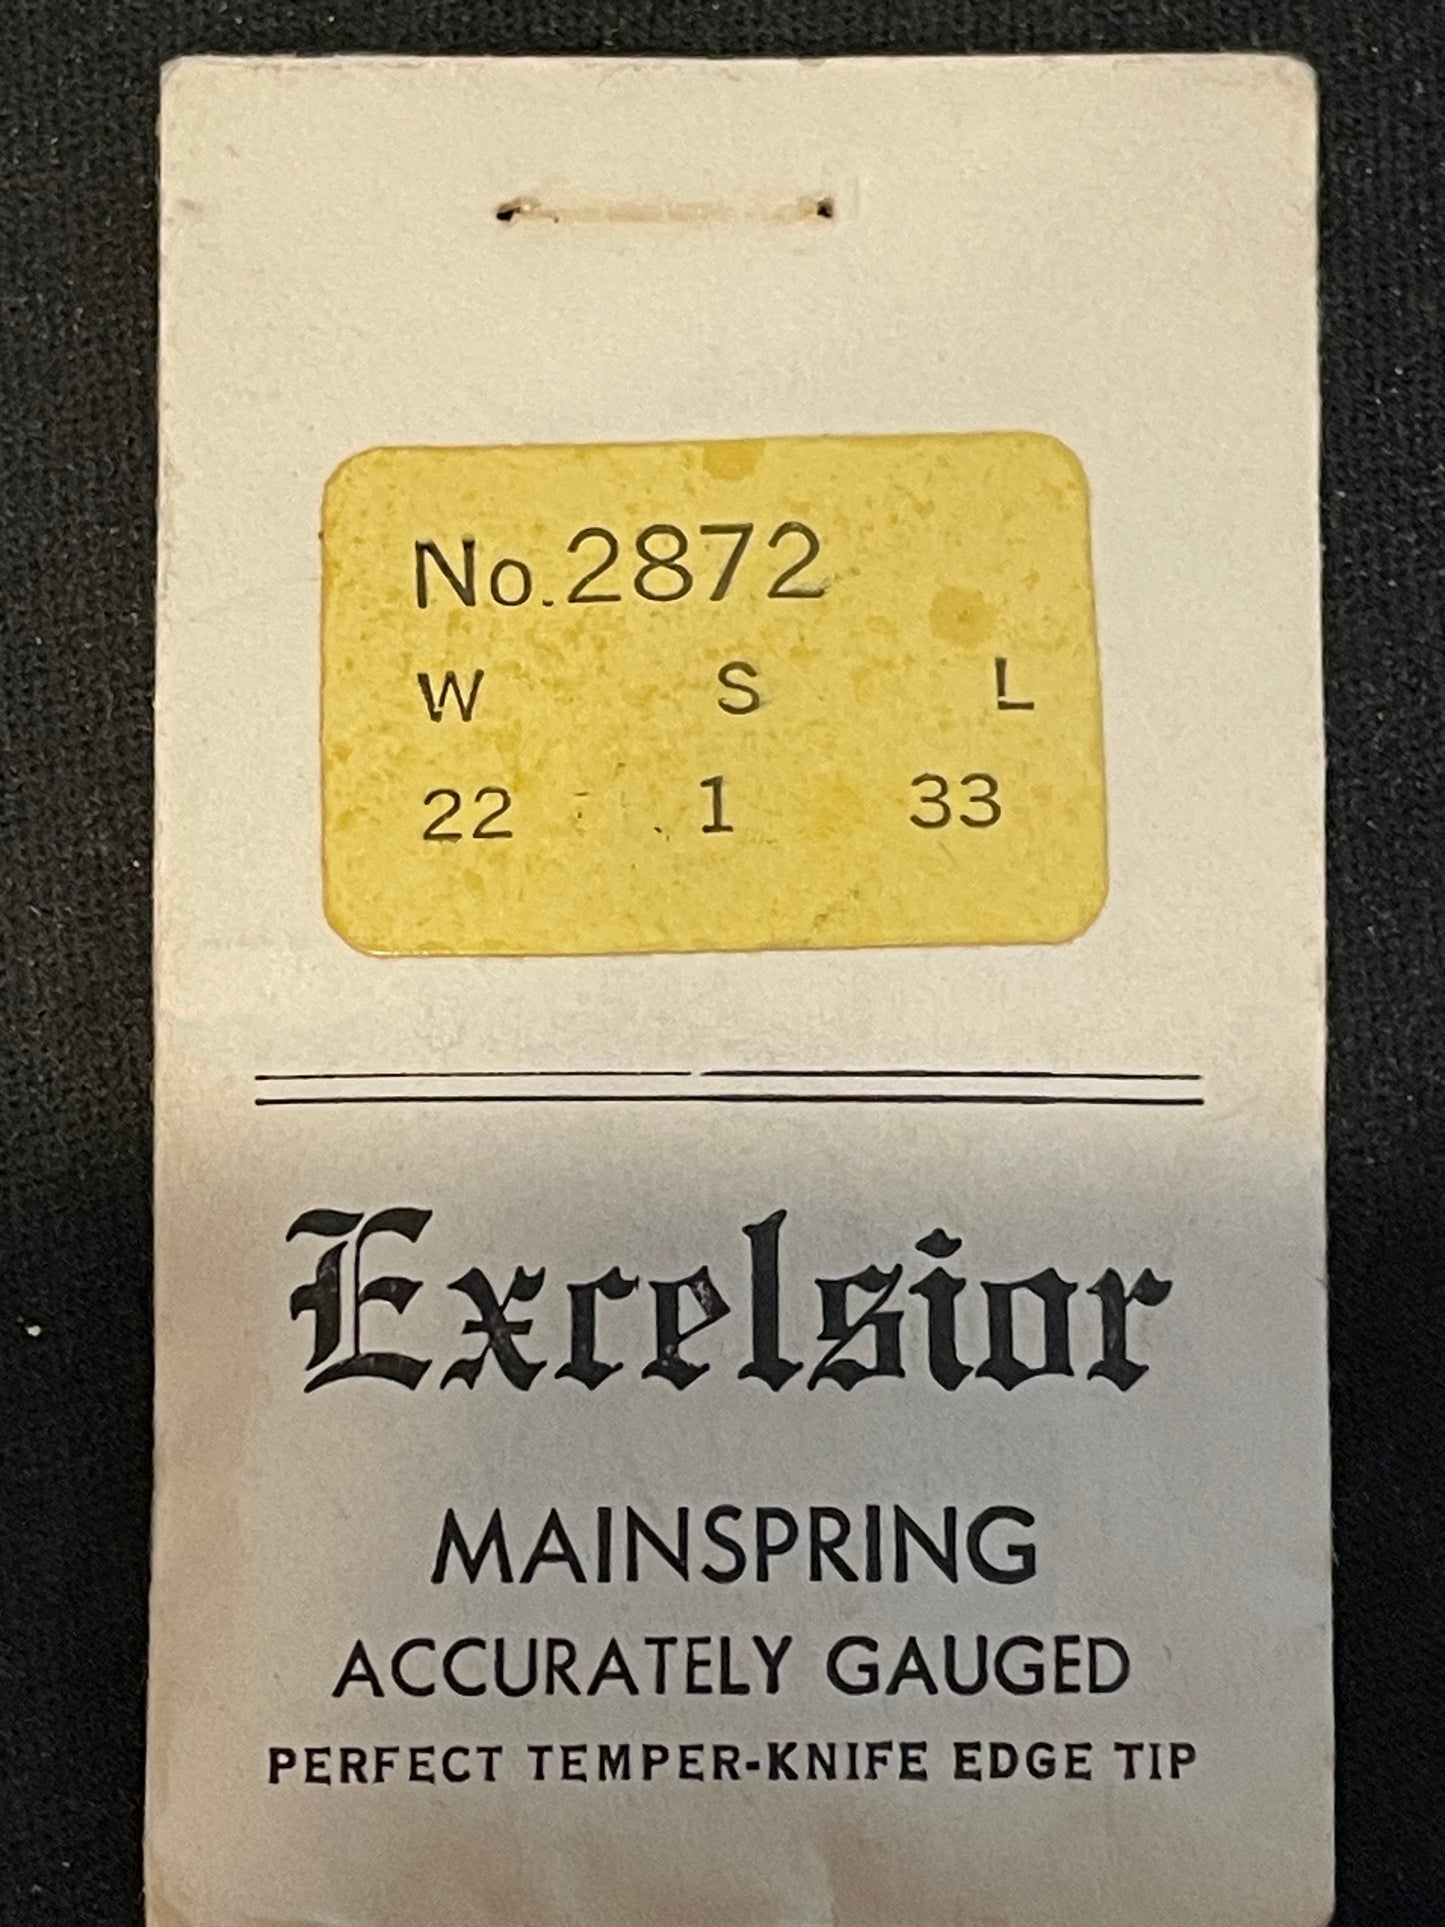 No. 2872
W S L
22 1 33
Excelsior
MAINSPRING
ACCURATELY GAUGED
PERFECT TEMPER-KNIFE EDGE TIP